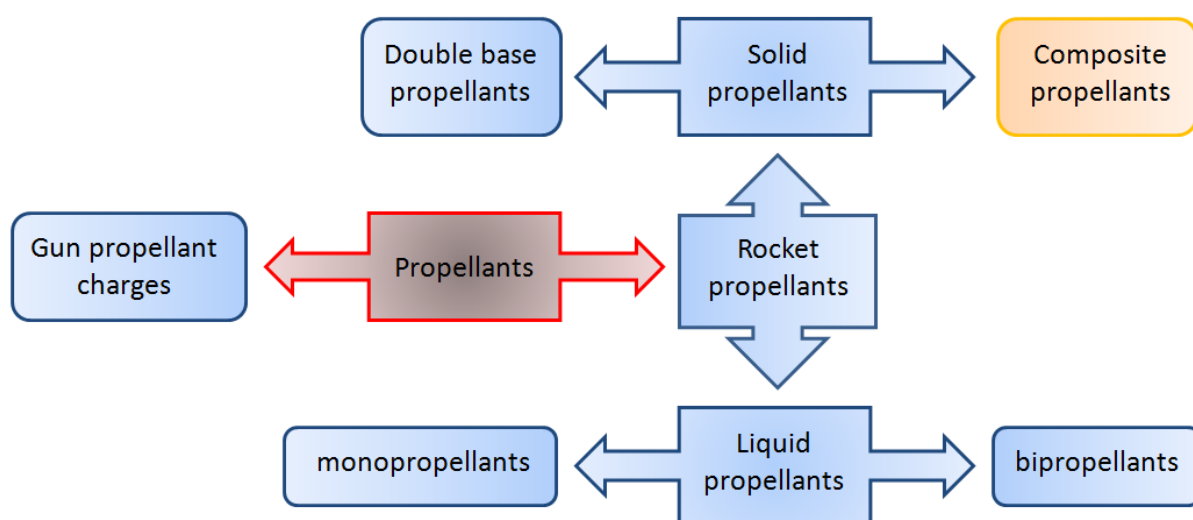 Double base
propellants
Solid
propellants
Composite
propellants
Gun propellant
charges
Propellants
Rocket
propellants
monopropellants
Liquid
propellants
bipropellants